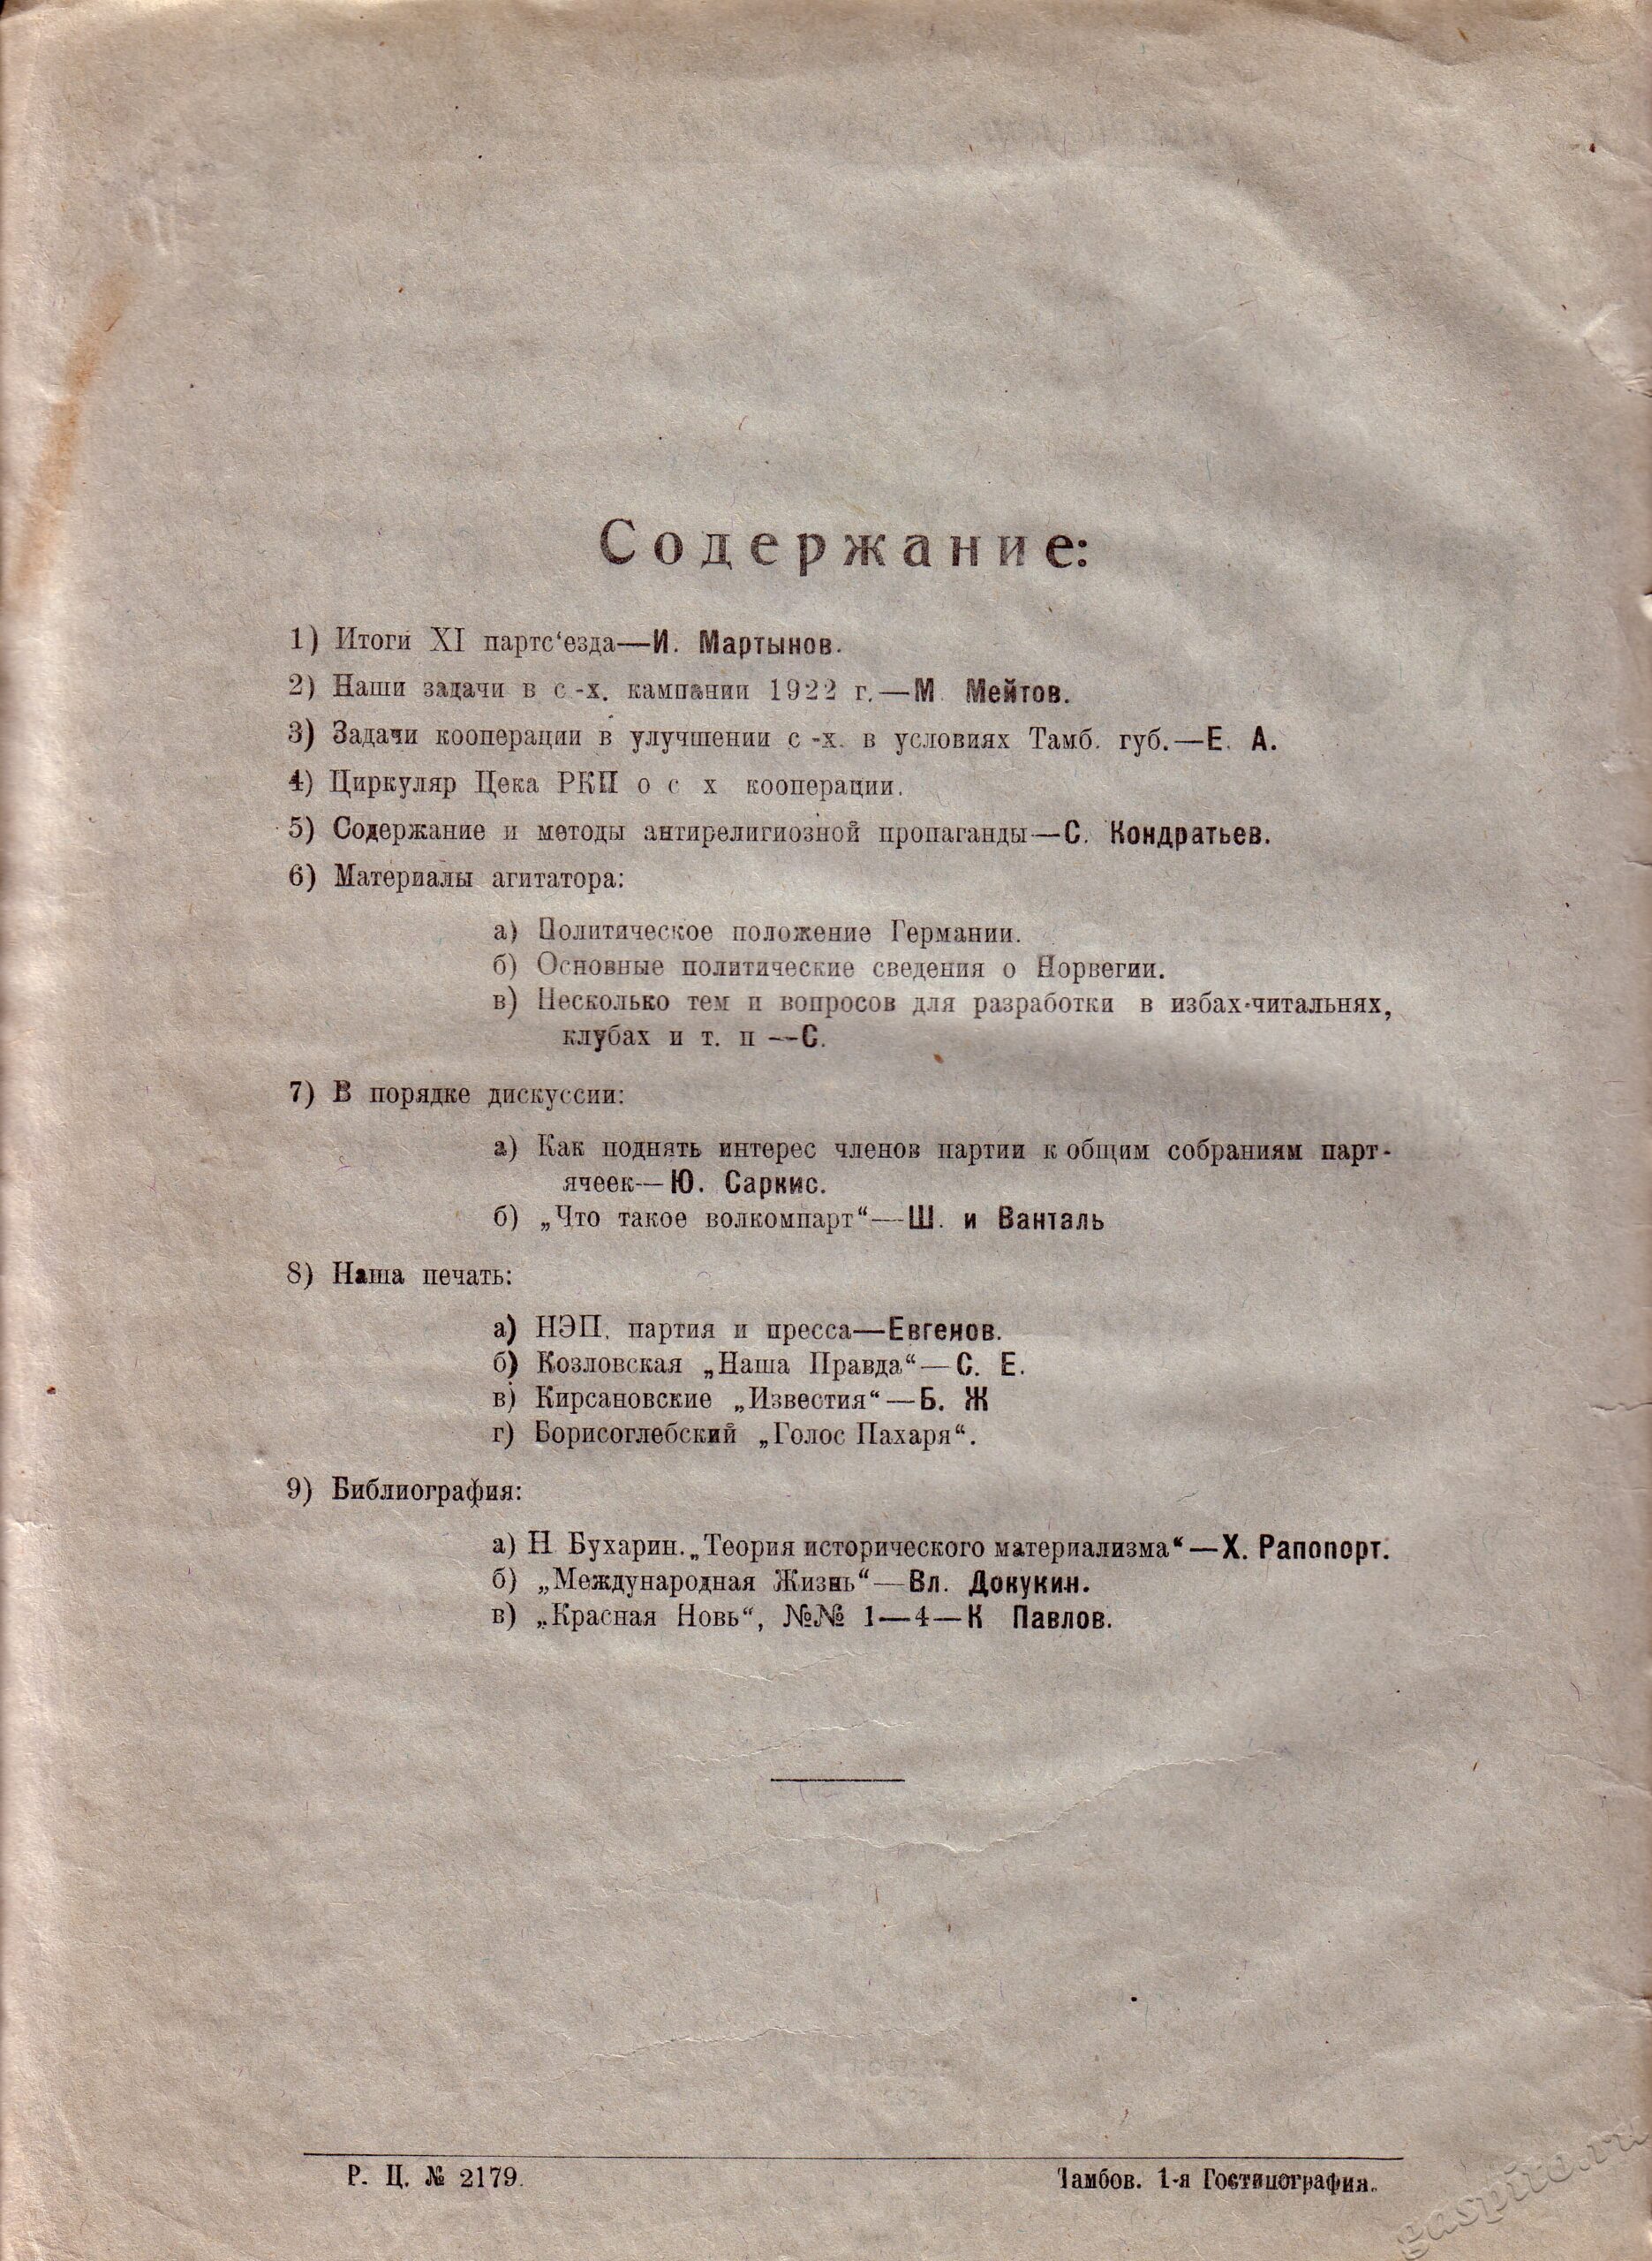 Содержание:
1) Итоги XI партс‘езда—И. Мартынов.
2) Наши задачи в с.-х. кампании 1922 г.—М. Мейтов.
3) Задачи кооперации в улучшении с.-х. в условиях Тамб. губ.—Е. А.
4) Циркуляр Цека РКП о с х кооперации.
5) Содержание и методы антирелигиозной пропаганды—С. Кондратьев.
6) Материалы агитатора:
а) Политическое положение Германии.
б) Основные политические сведения о Норвегии.
в) Несколько тем и вопросов для разработки в избах-читальнях,
клубах и т. п —С.
7) В порядке дискуссии:
а) Как поднять интерес членов партии к общим собраниям парт-
ячеек—Ю. Саркис.
б) „Что такое волкомпарт“—Ш. и Ванталь
8) Наша печать:
а) НЭП, партия и пресса—Евгенов.
б) Козловская „Наша Правда“—С. Е.
в) Кирсановские „Известия“—Б. Ж
г) Борисоглебский „Голос Пахаря“.
9) Библиография:
а) Н Бухарин. „Теория исторического материализма“—Х. Рапопорт.
б) „Международная Жизнь“—Вл. Докукин.
в) „Красная Новь“, №№ 1—4—К Павлов.
Р. Ц. № 2179.
Тамбов. 1-я Гостипография.
gaspito.ru